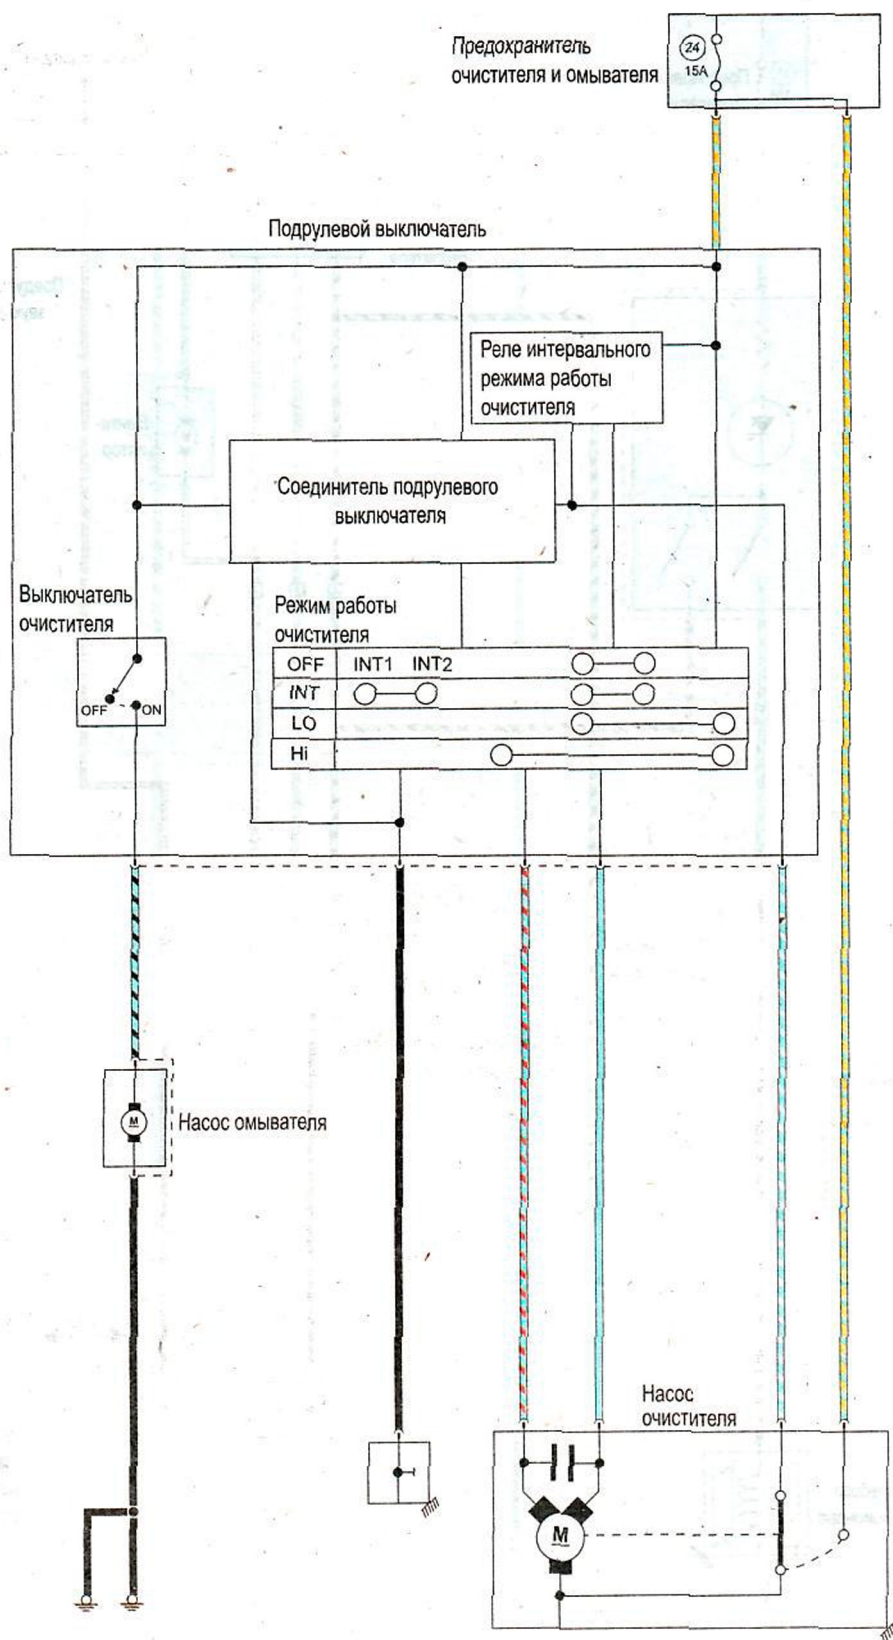 Предохранитель
очистителя и омывателя
24
15А
Подрулевой выключатель
Реле интервального
режима работы
очистителя
Соединитель подрулевого
выключателя
Выключатель
очистителя
OFF
ON
Режим работы
очистителя
OFF INT1 INT2
INT
LO
Hi
M
Насос омывателя
Насос
очистителя
M